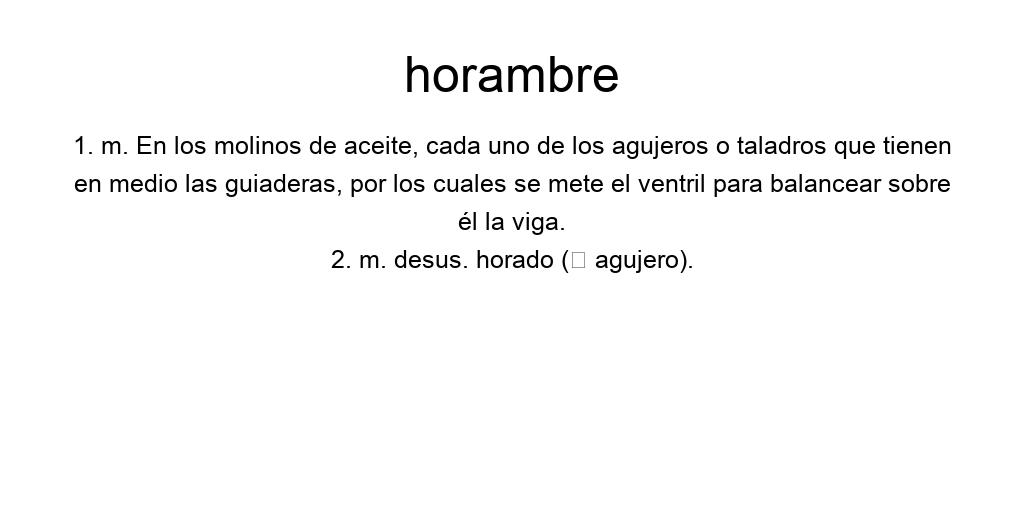 horambre
1. m. En los molinos de aceite, cada uno de los agujeros o taladros que tienen
en medio las guiaderas, por los cuales se mete el ventril para balancear sobre
él la viga.
2. m. desus. horado (□ agujero).